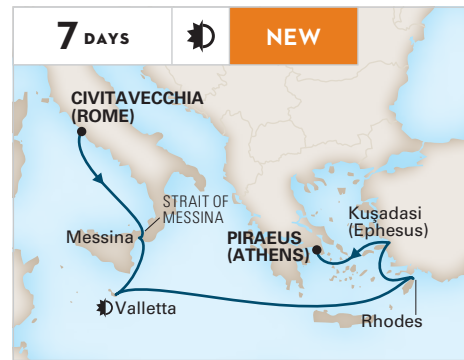 7 DAYS
NEW
CIVITAVECCHIA
(ROME)
STRAIT OF
MESSINA
Messina
PIRAEUS
(ATHENS)
Kuşadasi
(Ephesus)
Valletta
Rhodes